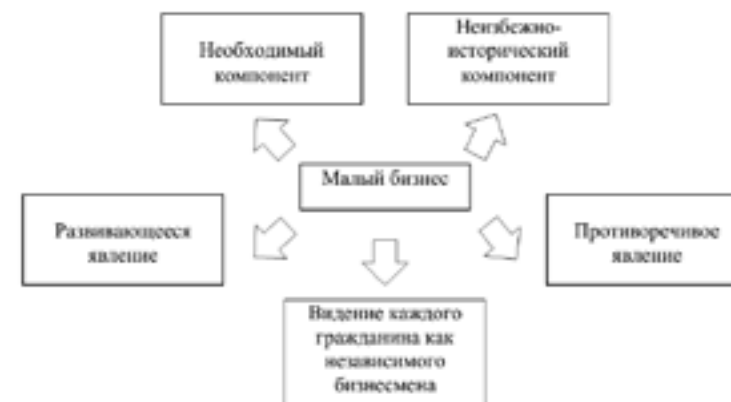 Необходимый
компонент
Неизбежно-
исторический
компонент
Малый бизнес
Развивающееся
явление
Противоречивое
явление
Видение каждого
гражданина как
независимого
бизнесмена